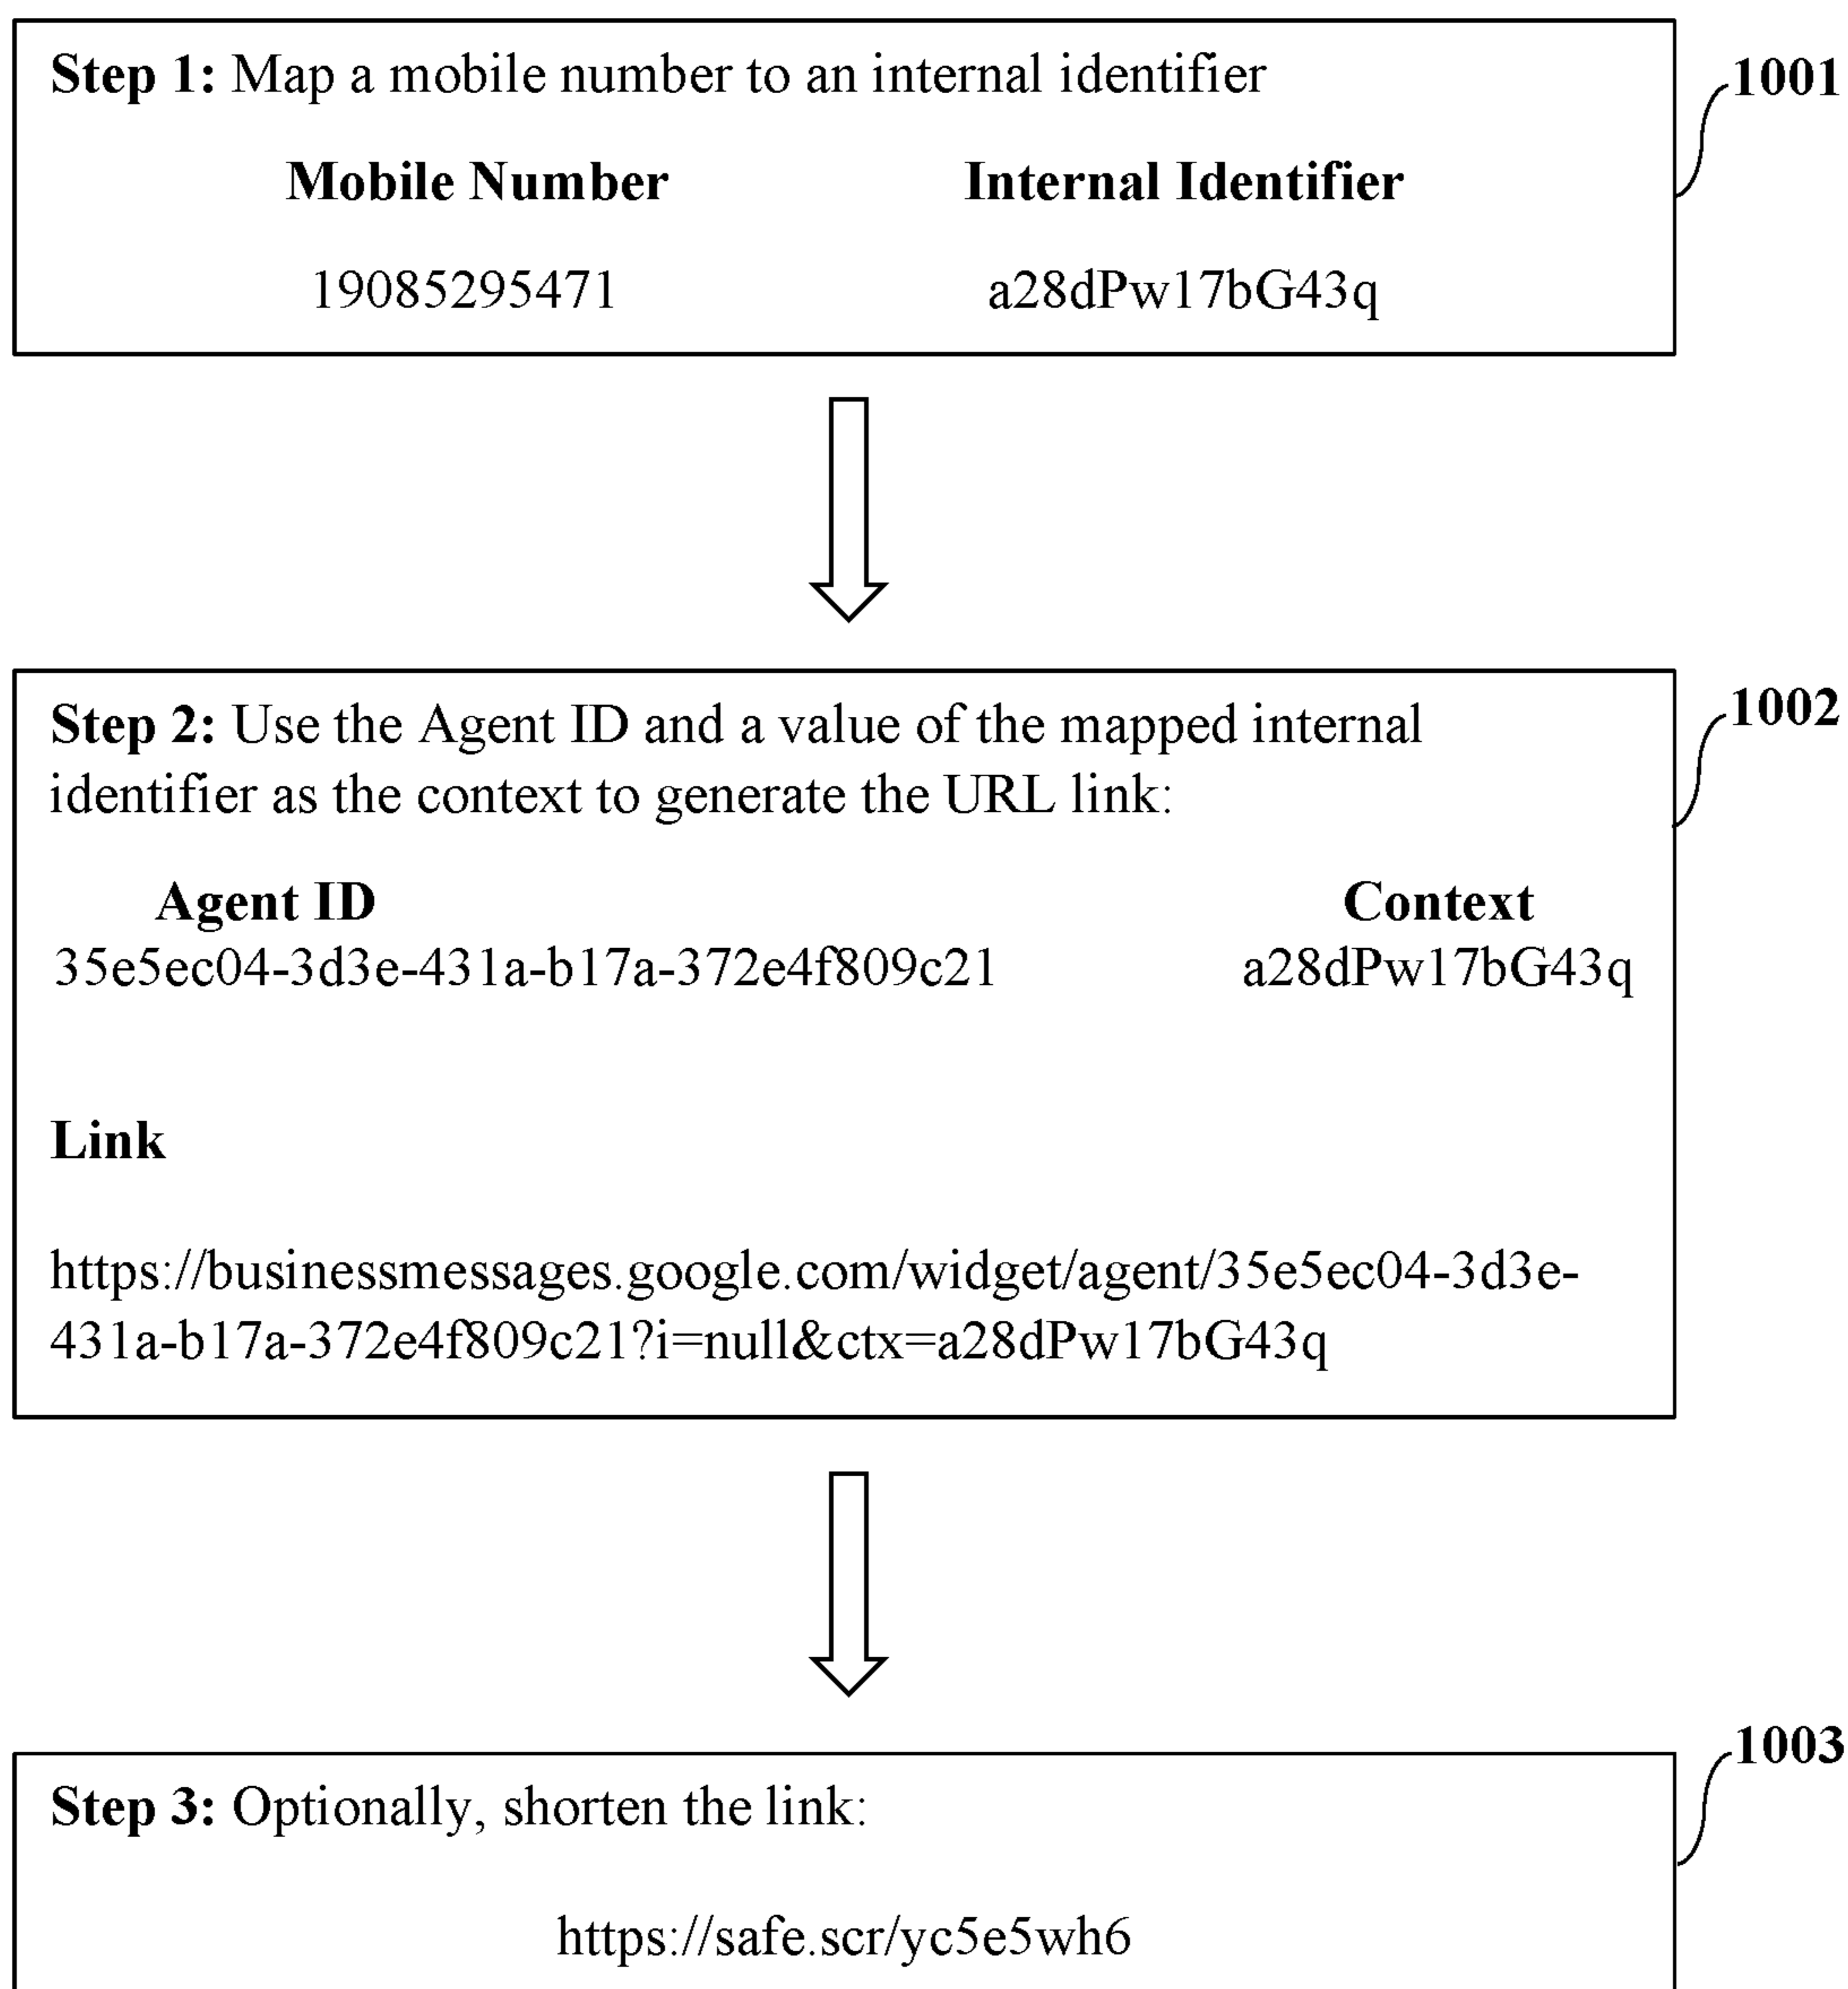 Step 1: Map a mobile number to an internal identifier
1001
Mobile Number Internal Identifier
19085295471 a28dPw17bG43q
Step 2: Use the Agent ID and a value of the mapped internal
1002
identifier as the context to generate the URL link:
Agent ID Context
35e5ec04-3d3e-431a-b17a-372e4f809c21 a28dPw17bG43q
Link
https://businessmessages.google.com/widget/agent/35e5ec04-3d3e-
431a-b17a-372e4f809c21?i=null&ctx=a28dPw17bG43q
1003
Step 3: Optionally, shorten the link:
https://safe.scr/yc5e5wh6